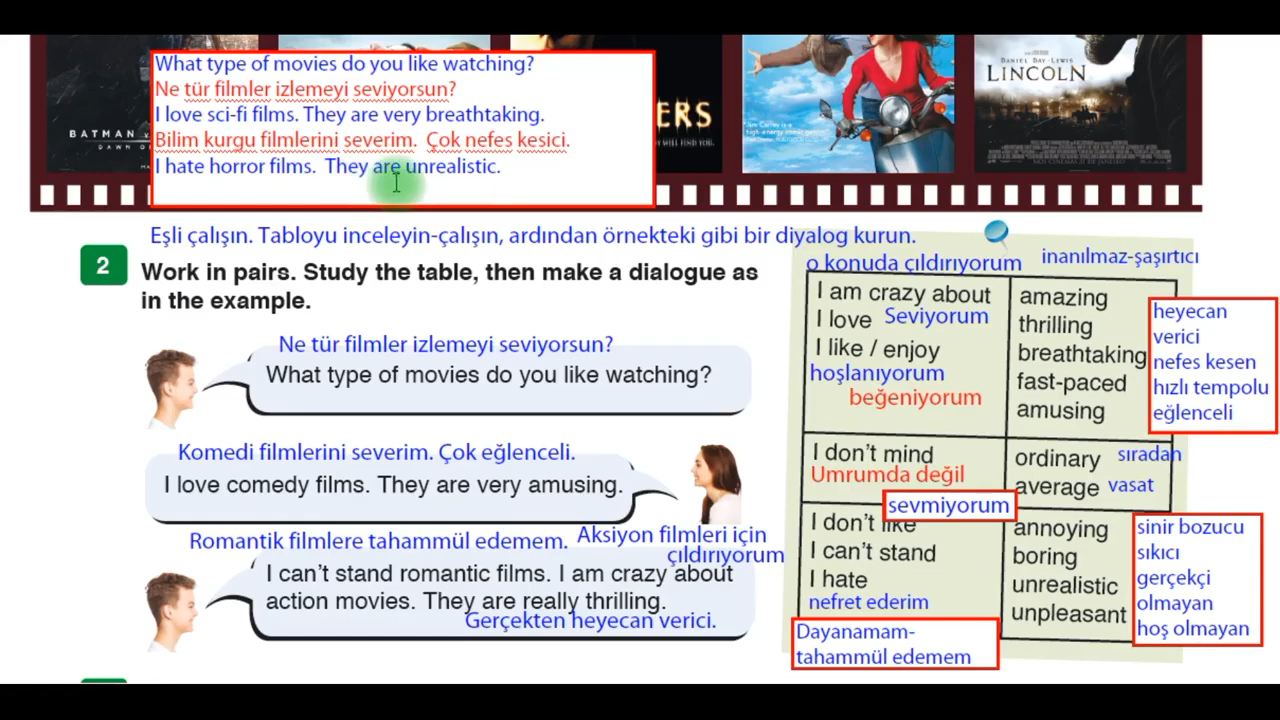 What type of movies do you like watching?
Ne tür filmler izlemeyi seviyorsun?
I love sci-fi films. They are very breathtaking.
Bilim kurgu filmlerini severim. Çok nefes kesici.
I hate horror films. They are unrealistic.
BATMAN
DAWN
ERS
WILL FIND YOU.
DANIEL DAY-LEWIS
LINCOLN
Eşli çalışın. Tabloyu inceleyin-çalışın, ardından örnekteki gibi bir diyalog kurun.
2
Work in pairs. Study the table, then make a dialogue as
in the example.
Ne tür filmler izlemeyi seviyorsun?
What type of movies do you like watching?
Komedi filmlerini severim. Çok eğlenceli.
I love comedy films. They are very amusing.
Romantik filmlere tahammül edemem.
Aksiyon filmleri için
çıldırıyorum
I can't stand romantic films. I am crazy about
action movies. They are really thrilling.
Gerçekten heyecan verici.
o konuda çıldırıyorum
inanılmaz-şaşırtıcı
I am crazy about
I love Seviyorum
I like / enjoy
hoşlanıyorum
beğeniyorum
amazing
thrilling
breathtaking
fast-paced
amusing
heyecan
verici
nefes kesen
hızlı tempolu
eğlenceli
I don't mind
Umrumda değil
ordinary sıradan
average vasat
sevmiyorum
I don't like
I can't stand
I hate
nefret ederim
Dayanamam-
tahammül edemem
annoying
boring
unrealistic
unpleasant
sinir bozucu
sıkıcı
gerçekçi
olmayan
hoş olmayan